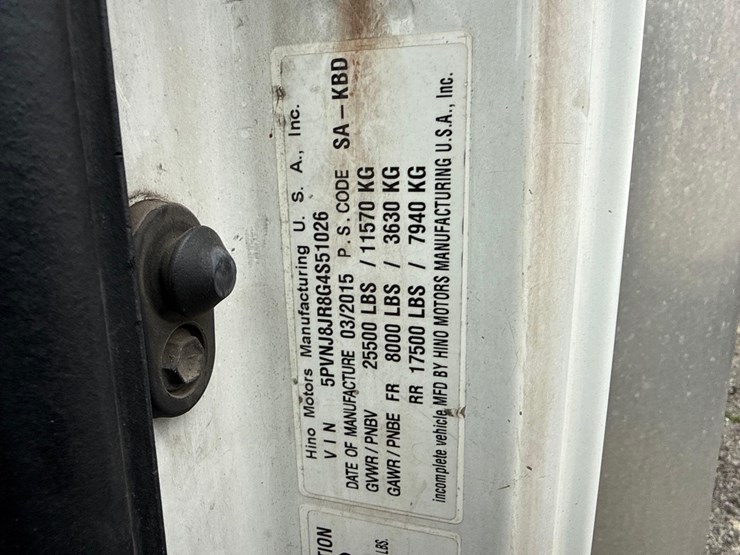 Hino Motors Manufacturing U. S. A., Inc.
VIN 5PVNJ8JR8G4S51026
DATE OF MANUFACTURE 03/2015 P. S. CODE SA-KBD
GVWR/PNBV 25500 LBS / 11570 KG
GAWR/PNBE FR 8000 LBS / 3630 KG
RR 17500 LBS / 7940 KG
incomplete vehicle MFD BY HINO MOTORS MANUFACTURING U.S.A., Inc.
TION
LBS.